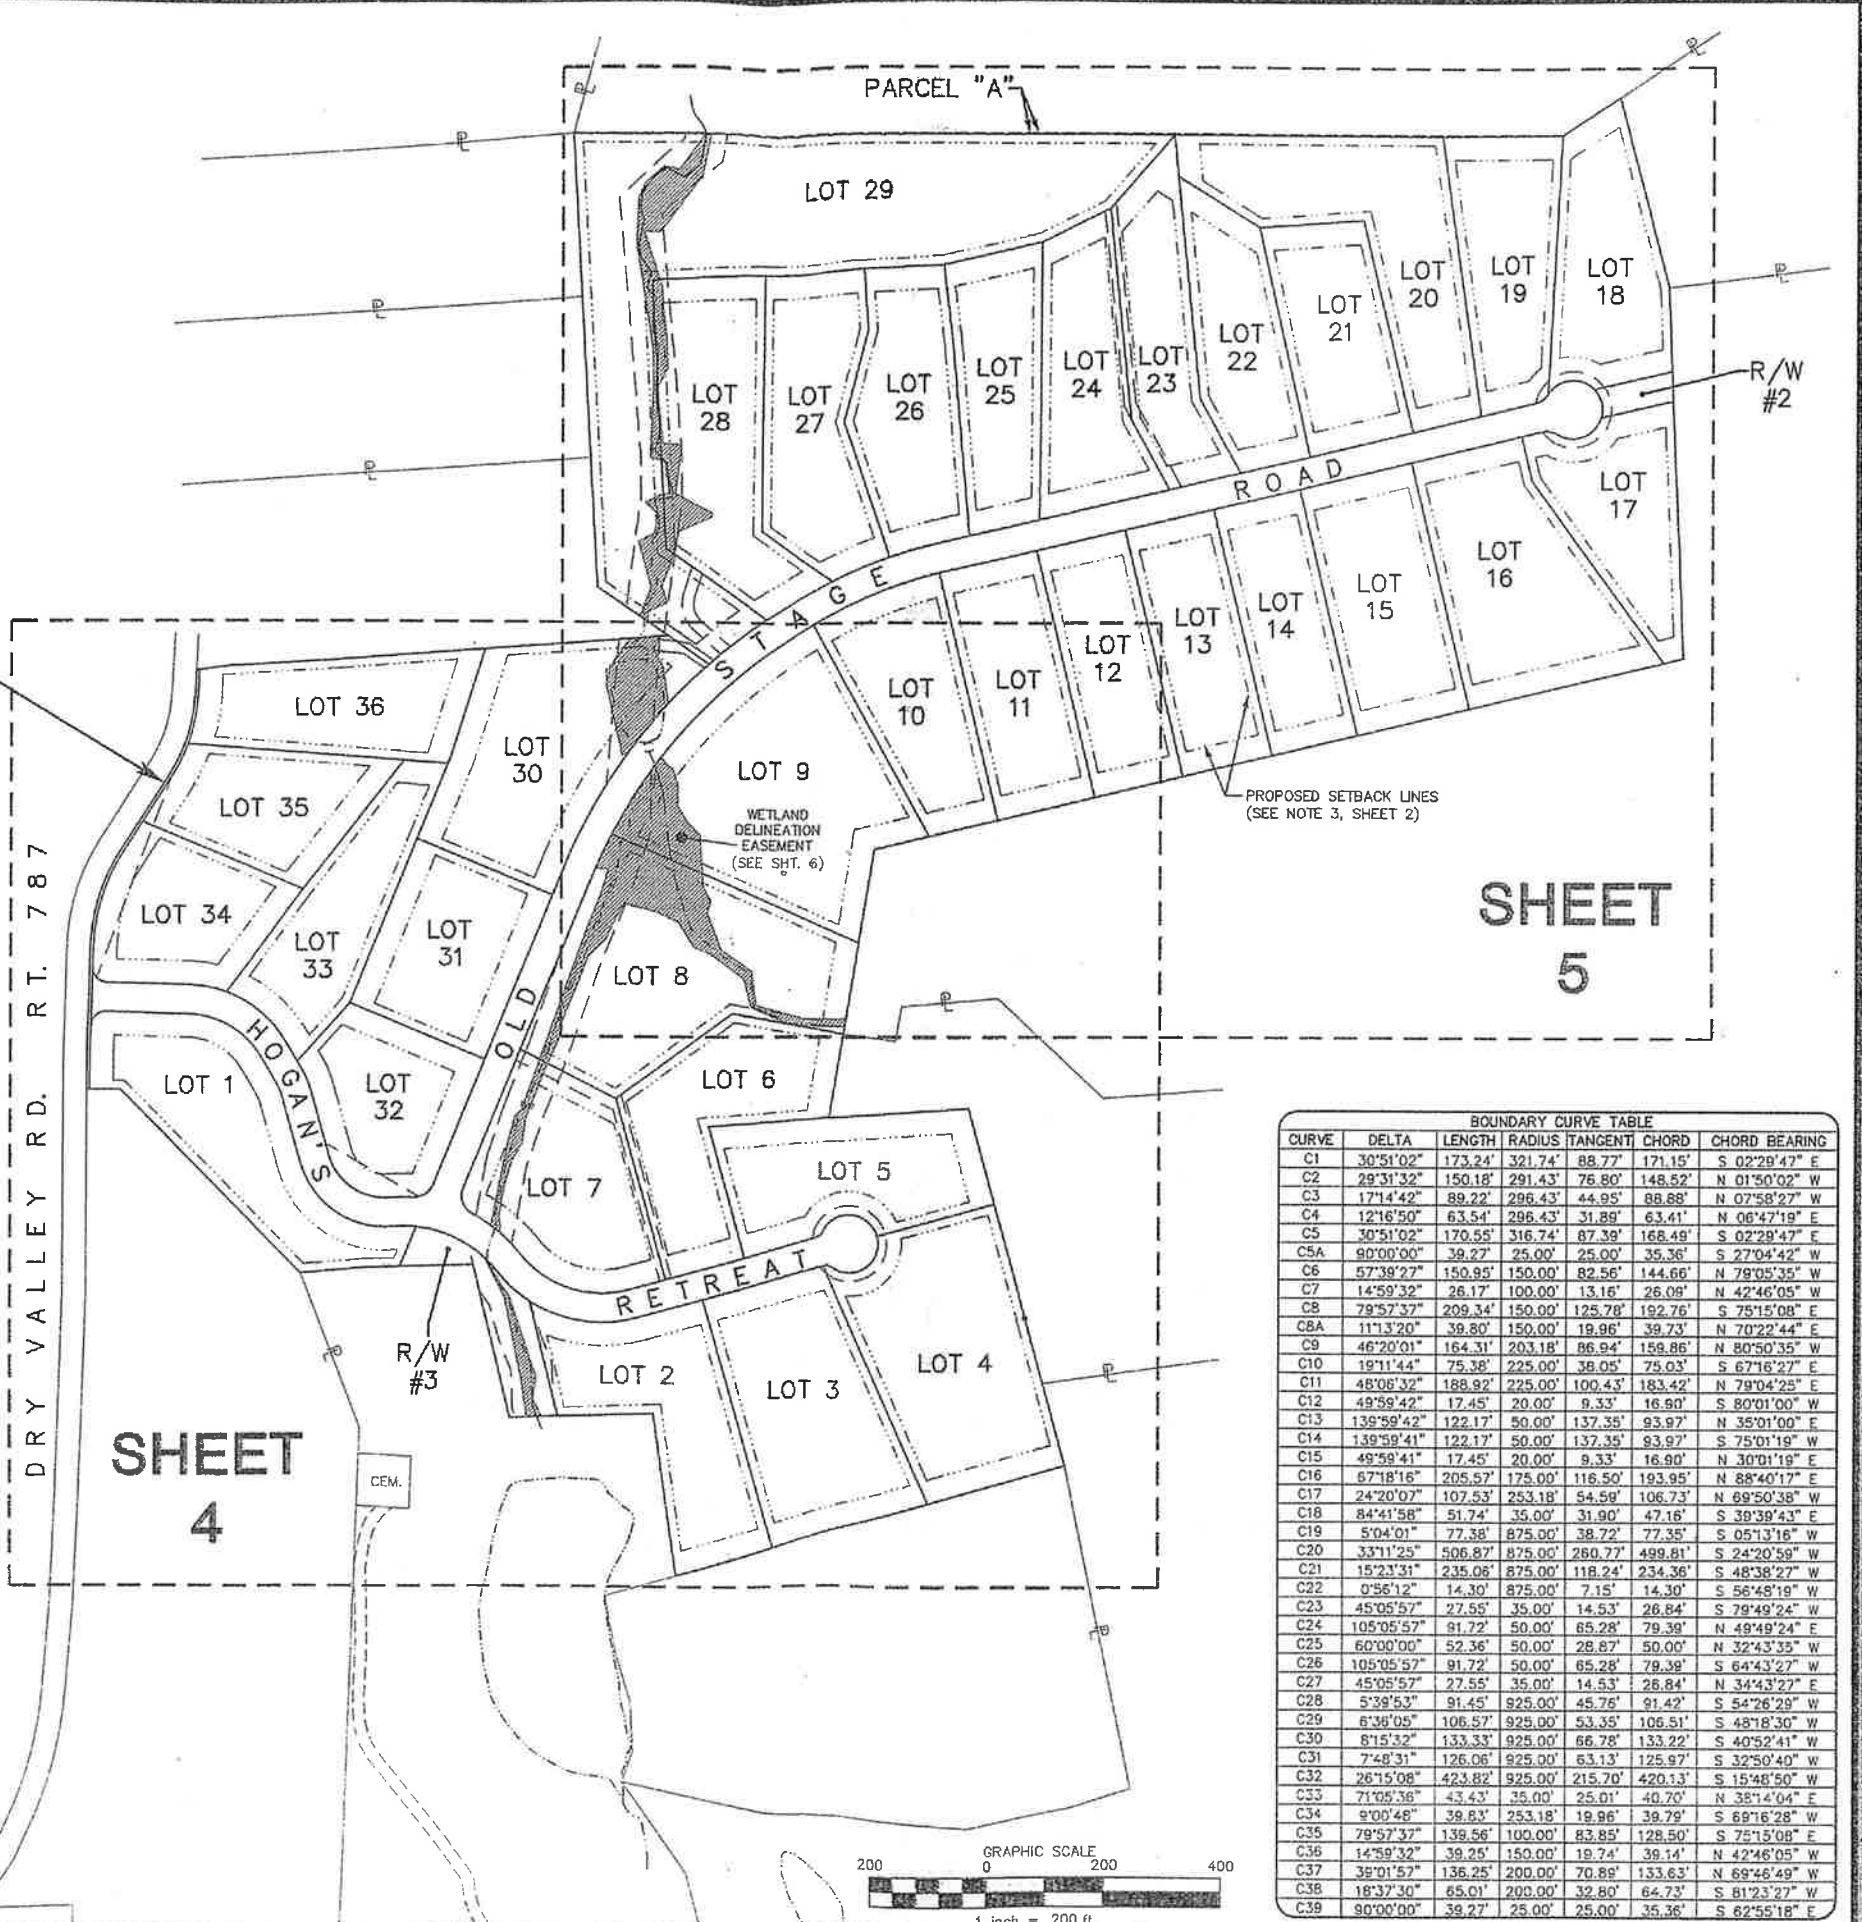 PARCEL "A"
LOT 29
LOT 20
LOT 19
LOT 18
LOT 21
LOT 22
LOT 23
LOT 24
LOT 25
LOT 26
LOT 27
LOT 28
R/W #2
ROAD
LOT 17
LOT 16
LOT 15
LOT 14
LOT 13
LOT 12
LOT 11
LOT 10
STAGE
LOT 36
LOT 30
LOT 9
LOT 35
WETLAND
DELINEATION
EASEMENT
(SEE SHT. 6)
PROPOSED SETBACK LINES
(SEE NOTE 3, SHEET 2)
LOT 34
LOT 33
LOT 31
LOT 8
SHEET
5
OLD
HOGAN'S
LOT 1
LOT 32
LOT 6
LOT 7
LOT 5
RETREAT
R/W #3
LOT 2
LOT 3
LOT 4
DRY VALLEY RD. RT. 787
SHEET
4
CEM.
GRAPHIC SCALE
200 0 200 400
1 inch = 200 ft.
BOUNDARY CURVE TABLE
CURVE DELTA LENGTH RADIUS TANGENT CHORD CHORD BEARING
C1 30°51'02" 173.24' 321.74' 88.77' 171.15' S 02°29'47" E
C2 29°31'32" 150.18' 291.43' 76.80' 148.52' N 01°50'02" W
C3 17°14'42" 89.22' 296.43' 44.95' 88.88' N 07°58'27" W
C4 12°16'50" 63.54' 296.43' 31.89' 63.41' N 06°47'19" E
C5 30°51'02" 170.55' 316.74' 87.39' 168.49' S 02°29'47" E
C5A 90°00'00" 39.27' 25.00' 25.00' 35.36' S 27°04'42" W
C6 57°39'27" 150.95' 150.00' 82.56' 144.66' N 79°05'35" W
C7 14°59'32" 26.17' 100.00' 13.16' 26.09' N 42°46'05" W
C8 79°57'37" 209.34' 150.00' 125.78' 192.76' S 75°15'08" E
C8A 11°13'20" 39.80' 150.00' 19.96' 39.73' N 70°22'44" E
C9 46°20'01" 164.31' 203.18' 86.94' 159.86' N 80°50'35" W
C10 19°11'44" 75.38' 225.00' 38.05' 75.03' S 67°16'27" E
C11 48°06'32" 188.92' 225.00' 100.43' 183.42' N 79°04'25" E
C12 49°59'42" 17.45' 20.00' 9.33' 16.90' S 80°01'00" W
C13 139°59'42" 122.17' 50.00' 137.35' 93.97' N 35°01'00" E
C14 139°59'41" 122.17' 50.00' 137.35' 93.97' S 75°01'19" W
C15 49°59'41" 17.45' 20.00' 9.33' 16.90' N 30°01'19" E
C16 67°18'16" 205.57' 175.00' 116.50' 193.95' N 88°40'17" E
C17 24°20'07" 107.53' 253.18' 54.59' 106.73' N 69°50'38" W
C18 84°41'58" 51.74' 35.00' 31.90' 47.16' S 39°39'43" E
C19 5°04'01" 77.38' 875.00' 38.72' 77.35' S 05°13'16" W
C20 33°11'25" 506.87' 875.00' 260.77' 499.81' S 24°20'59" W
C21 15°23'31" 235.06' 875.00' 118.24' 234.36' S 48°38'27" W
C22 0°56'12" 14.30' 875.00' 7.15' 14.30' S 56°48'19" W
C23 45°05'57" 27.55' 35.00' 14.53' 26.84' S 79°49'24" W
C24 105°05'57" 91.72' 50.00' 65.28' 79.39' N 49°49'24" E
C25 60°00'00" 52.36' 50.00' 28.87' 50.00' N 32°43'35" W
C26 105°05'57" 91.72' 50.00' 65.28' 79.39' S 64°43'27" W
C27 45°05'57" 27.55' 35.00' 14.53' 26.84' N 34°43'27" E
C28 5°39'53" 91.45' 925.00' 45.76' 91.42' S 54°26'29" W
C29 6°36'05" 106.57' 925.00' 53.35' 106.51' S 48°18'30" W
C30 8°15'32" 133.33' 925.00' 66.78' 133.22' S 40°52'41" W
C31 7°48'31" 126.06' 925.00' 63.13' 125.97' S 32°50'40" W
C32 26°15'08" 423.82' 925.00' 215.70' 420.13' S 15°48'50" W
C33 71°05'36" 43.43' 35.00' 25.01' 40.70' N 38°14'04" E
C34 9°00'48" 39.83' 253.18' 19.96' 39.79' S 69°16'28" W
C35 79°57'37" 139.56' 100.00' 83.85' 128.50' S 75°15'08" E
C36 14°59'32" 39.25' 150.00' 19.74' 39.14' N 42°46'05" W
C37 39°01'57" 136.25' 200.00' 70.89' 133.63' N 69°46'49" W
C38 18°37'30" 65.01' 200.00' 32.80' 64.73' S 81°23'27" W
C39 90°00'00" 39.27' 25.00' 25.00' 35.36' S 62°55'18" E